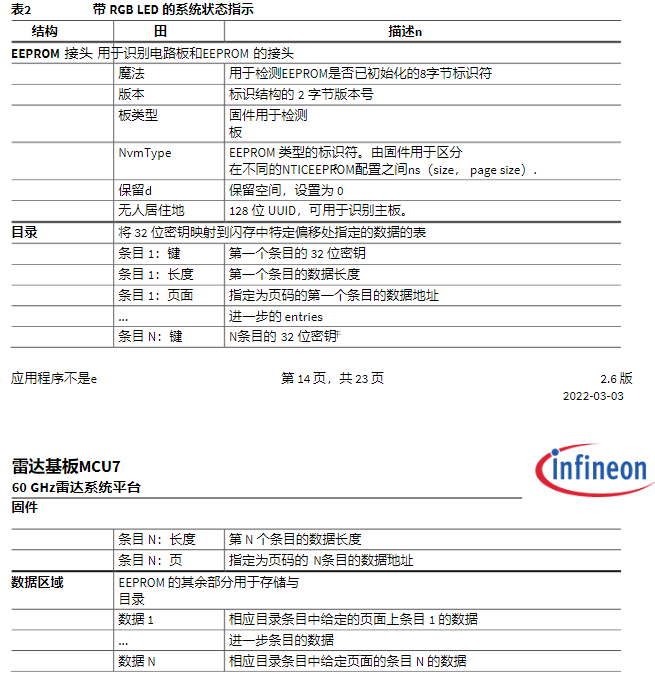 表2 带 RGB LED 的系统状态指示
结构 田 描述n
EEPROM 接头 用于识别电路板和EEPROM 的接头
魔法 用于检测EEPROM是否已初始化的8字节标识符
版本 标识结构的 2 字节版本号
板类型 固件用于检测
板
NvmType EEPROM 类型的标识符。由固件用于区分
在不同的NTICEEPROM配置之间ns（size， page size）.
保留d 保留空间，设置为 0
无人居住地 128 位 UUID，可用于识别主板。
目录 将 32 位密钥映射到闪存中特定偏移处指定的数据的表
条目 1：键 第一个条目的 32 位密钥
条目 1：长度 第一个条目的数据长度
条目 1：页面 指定为页码的第一个条目的数据地址
... 进一步的 entries
条目 N：键 N条目的 32 位密钥
应用程序不是e 第 14 页，共 23 页 2.6 版
2022-03-03
雷达基板MCU7
infineon
60 GHz雷达系统平台
固件
条目 N：长度 第 N 个条目的数据长度
条目 N：页 指定为页码的 N条目的数据地址
数据区域 EEPROM 的其余部分用于存储与
目录
数据 1 相应目录条目中给定的页面上条目 1 的数据
... 进一步条目的数据
数据 N 相应目录条目中给定页面的条目 N 的数据